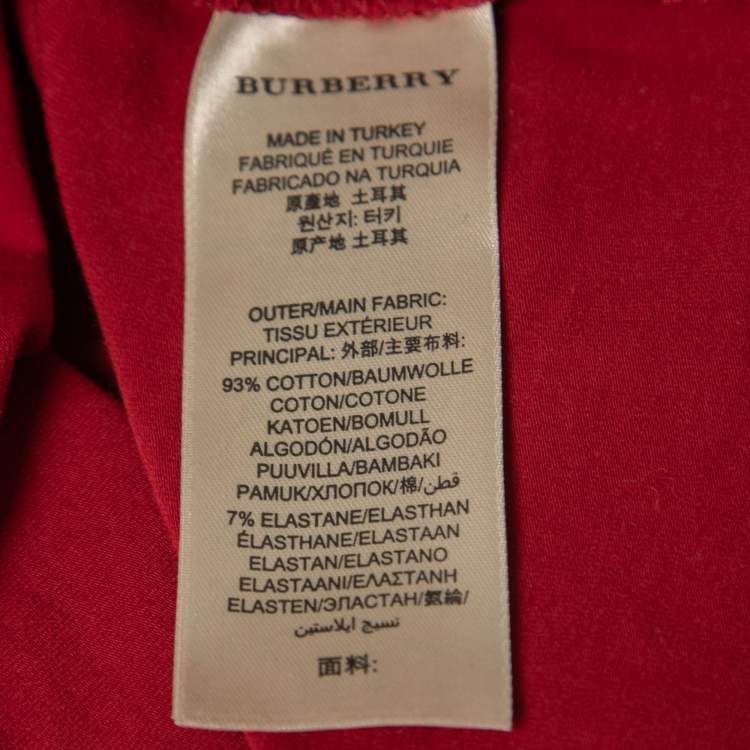 BURBERRY
MADE IN TURKEY
FABRIQUÉ EN TURQUIE
FABRICADO NA TURQUIA
原產地 土耳其
원산지: 터키
原产地 土耳其
OUTER/MAIN FABRIC:
TISSU EXTÉRIEUR
PRINCIPAL: 外部/主要布料:
93% COTTON/BAUMWOLLE
COTON/COTONE
KATOEN/BOMULL
ALGODÓN/ALGODÃO
PUUVILLA/BAMBAKI
PAMUK/ХЛОПОК/棉/قطن
7% ELASTANE/ELASTHAN
ÉLASTHANE/ELASTAAN
ELASTAN/ELASTANO
ELASTAANI/ΕΛΑΣΤΑΝΗ
ELASTEN/ЭЛАСТАН/氨綸/
نسيج ايلاستين
面料: